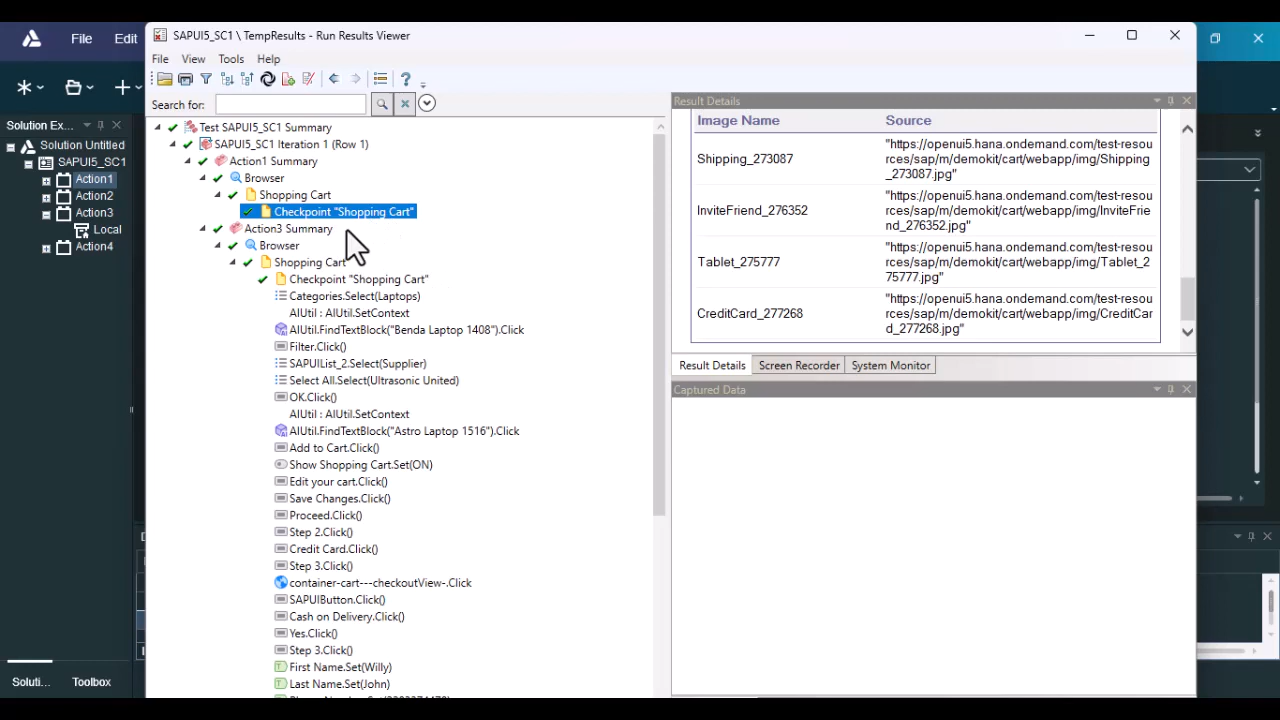 File Edit
SAPUI5_SC1 \ TempResults - Run Results Viewer
File View Tools Help
Search for:
Solution Ex...
Solution Untitled
SAPUI5_SC1
Action1
Action2
Action3
Local
Action4
Soluti...
Toolbox
Test SAPUI5_SC1 Summary
SAPUI5_SC1 Iteration 1 (Row 1)
Action1 Summary
Browser
Shopping Cart
Checkpoint "Shopping Cart"
Action3 Summary
Browser
Shopping Cart
Checkpoint "Shopping Cart"
Categories.Select(Laptops)
AIUtil : AIUtil.SetContext
AIUtil.FindTextBlock("Benda Laptop 1408").Click
Filter.Click()
SAPUIList_2.Select(Supplier)
Select All.Select(Ultrasonic United)
OK.Click()
AIUtil : AIUtil.SetContext
AIUtil.FindTextBlock("Astro Laptop 1516").Click
Add to Cart.Click()
Show Shopping Cart.Set(ON)
Edit your cart.Click()
Save Changes.Click()
Proceed.Click()
Step 2.Click()
Credit Card.Click()
Step 3.Click()
container-cart---checkoutView-.Click
SAPUIButton.Click()
Cash on Delivery.Click()
Yes.Click()
Step 3.Click()
First Name.Set(Willy)
Last Name.Set(John)
Result Details
Image Name Source
Shipping_273087
"https://openui5.hana.ondemand.com/test-resou
rces/sap/m/demokit/cart/webapp/img/Shipping
_273087.jpg"
InviteFriend_276352
"https://openui5.hana.ondemand.com/test-resou
rces/sap/m/demokit/cart/webapp/img/InviteFrie
nd_276352.jpg"
Tablet_275777
"https://openui5.hana.ondemand.com/test-resou
rces/sap/m/demokit/cart/webapp/img/Tablet_2
75777.jpg"
CreditCard_277268
"https://openui5.hana.ondemand.com/test-resou
rces/sap/m/demokit/cart/webapp/img/CreditCar
d_277268.jpg"
Result Details Screen Recorder System Monitor
Captured Data